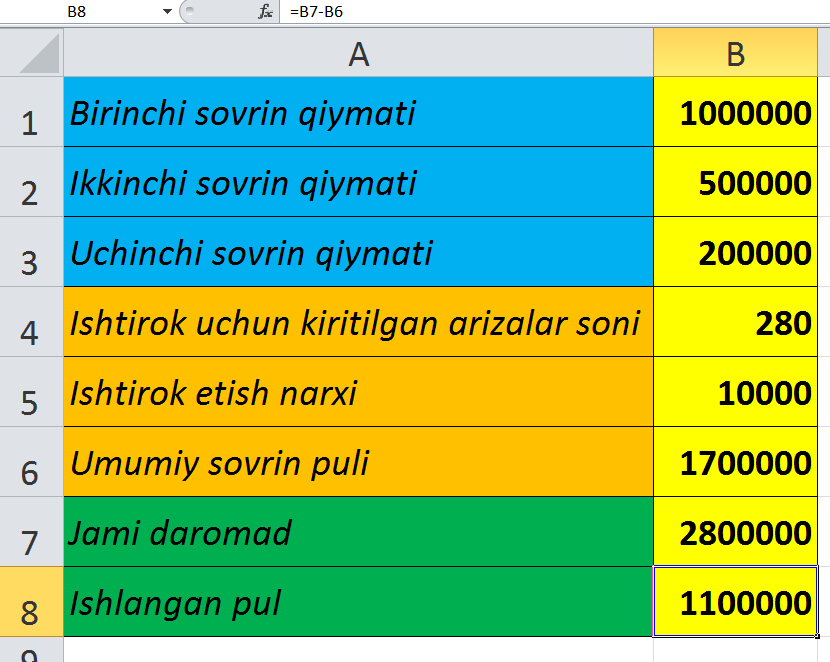 B8 fx =B7-B6
A B
1 Birinchi sovrin qiymati 1000000
2 Ikkinchi sovrin qiymati 500000
3 Uchinchi sovrin qiymati 200000
4 Ishtirok uchun kiritilgan arizalar soni 280
5 Ishtirok etish narxi 10000
6 Umumiy sovrin puli 1700000
7 Jami daromad 2800000
8 Ishlangan pul 1100000
9